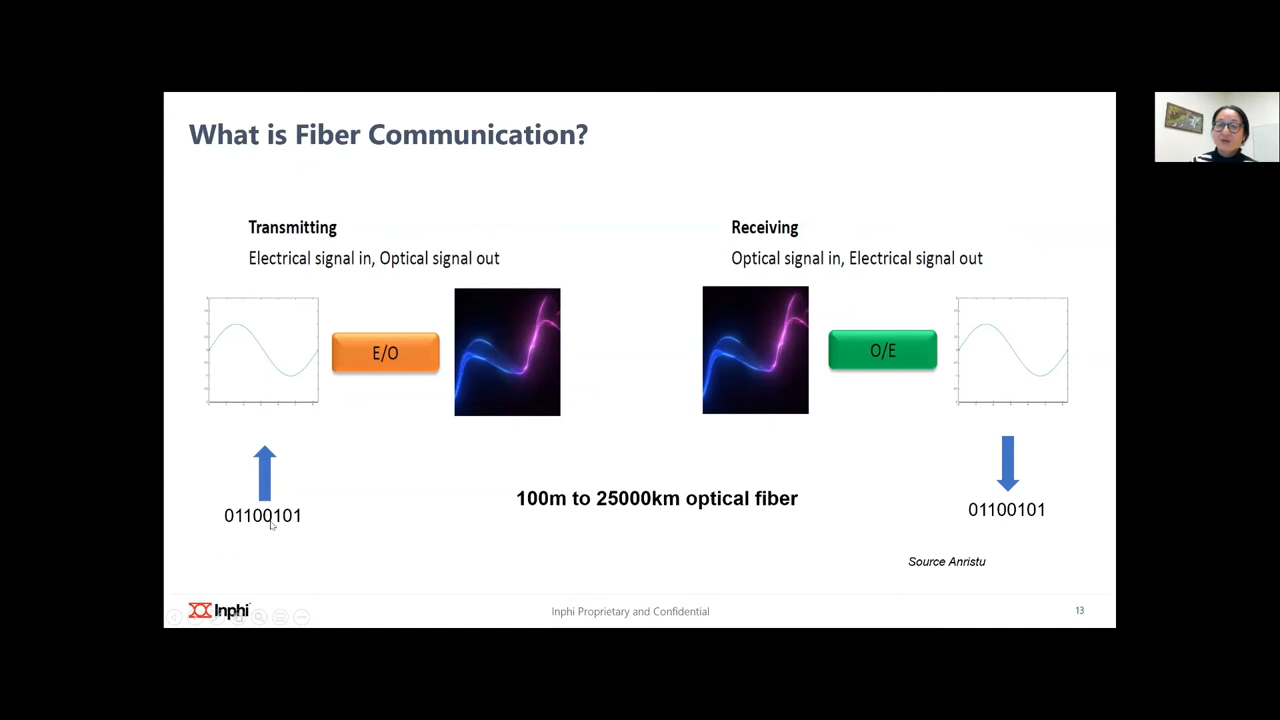 What is Fiber Communication?
Transmitting
Electrical signal in, Optical signal out
Receiving
Optical signal in, Electrical signal out
E/O
O/E
01100101
100m to 25000km optical fiber
01100101
Source Anristu
Inphi
Inphi Proprietary and Confidential
13